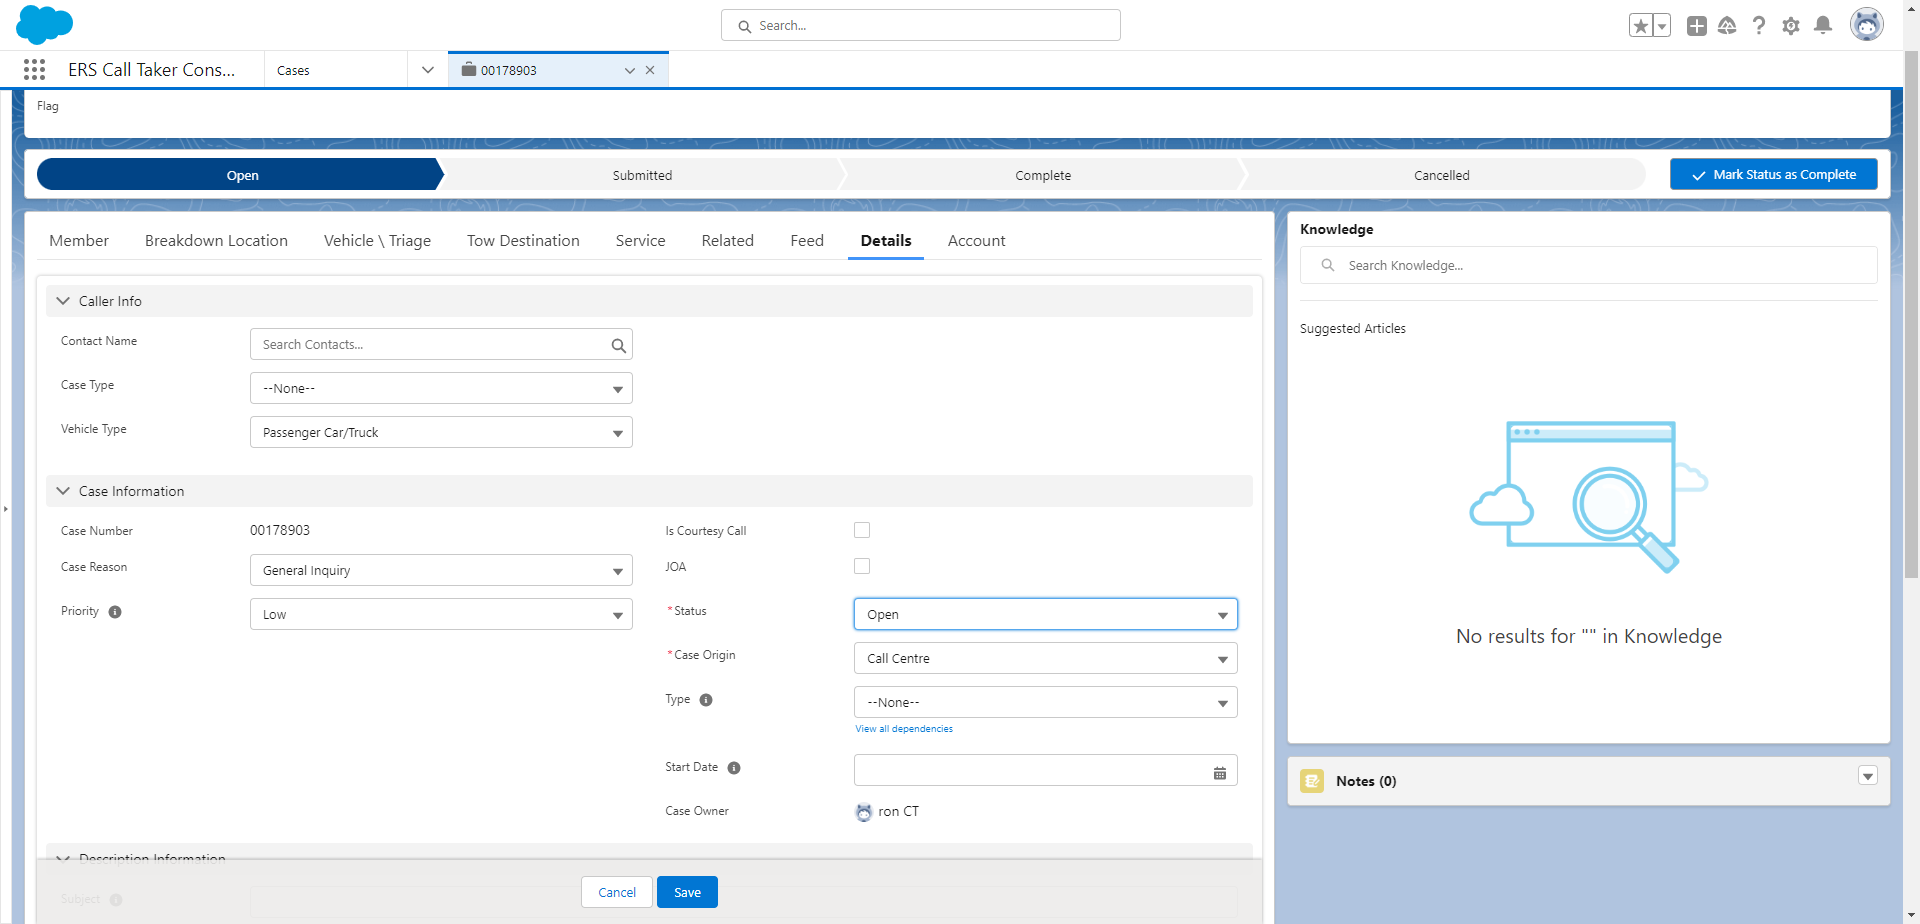 Search...
ERS Call Taker Cons...
Cases
00178903
Flag
Open
Submitted
Complete
Cancelled
Mark Status as Complete
Member
Breakdown Location
Vehicle \ Triage
Tow Destination
Service
Related
Feed
Details
Account
Caller Info
Contact Name
Search Contacts...
Case Type
--None--
Vehicle Type
Passenger Car/Truck
Case Information
Case Number
00178903
Is Courtesy Call
Case Reason
General Inquiry
JOA
Priority
Low
*Status
Open
*Case Origin
Call Centre
Type
--None--
View all dependencies
Start Date
Case Owner
ron CT
Description Information
Subject
Cancel
Save
Knowledge
Search Knowledge...
Suggested Articles
No results for "" in Knowledge
Notes (0)